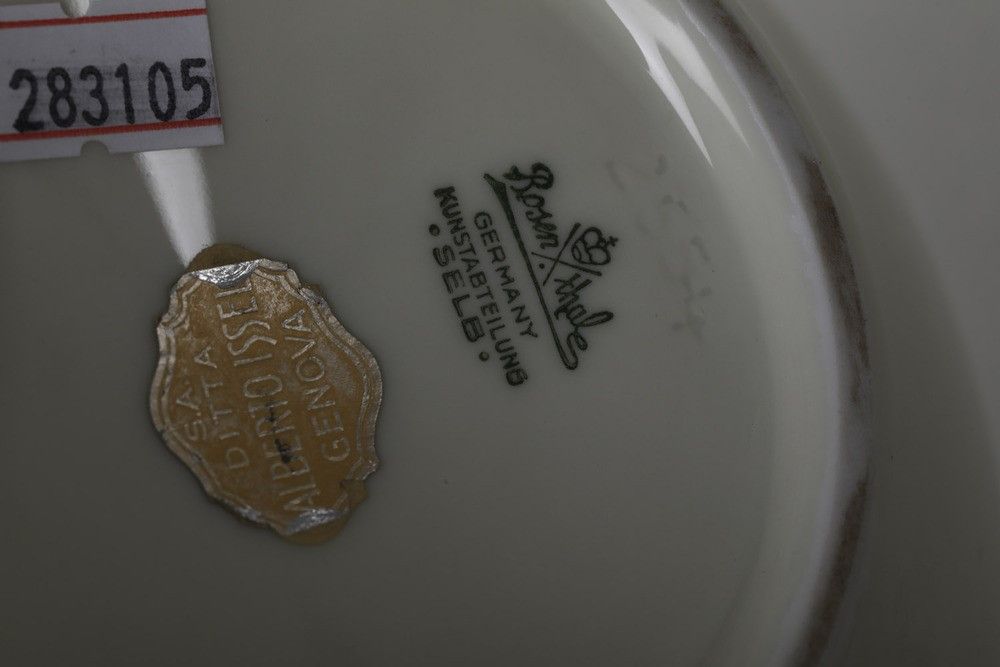 283105
S.A.
DITTA
ALBERTO ISSEL
GENOVA
Rosenthal
GERMANY
KUNSTABTEILUNG
• SELB •